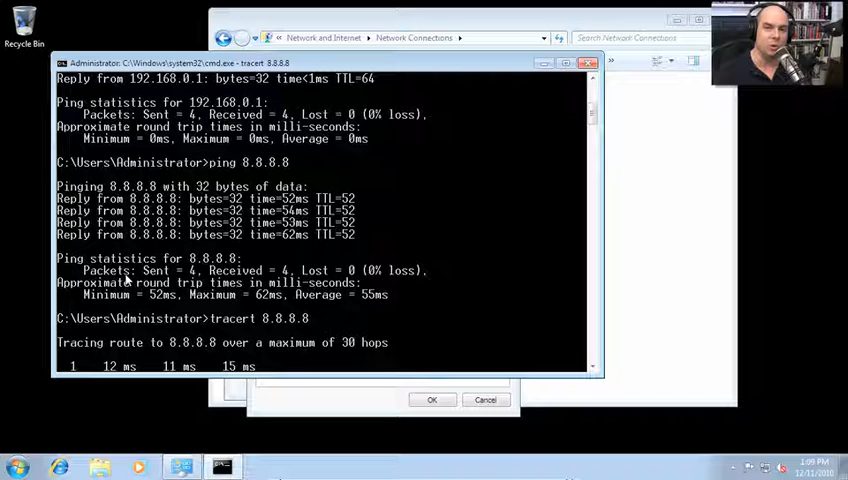 Recycle Bin
Network and Internet
Network Connections
Search Network Connections
Administrator: C:\Windows\system32\cmd.exe - tracert 8.8.8.8
Reply from 192.168.0.1: bytes=32 time<1ms TTL=64
Ping statistics for 192.168.0.1:
Packets: Sent = 4, Received = 4, Lost = 0 (0% loss),
Approximate round trip times in milli-seconds:
Minimum = 0ms, Maximum = 0ms, Average = 0ms
C:\Users\Administrator>ping 8.8.8.8
Pinging 8.8.8.8 with 32 bytes of data:
Reply from 8.8.8.8: bytes=32 time=52ms TTL=52
Reply from 8.8.8.8: bytes=32 time=54ms TTL=52
Reply from 8.8.8.8: bytes=32 time=53ms TTL=52
Reply from 8.8.8.8: bytes=32 time=62ms TTL=52
Ping statistics for 8.8.8.8:
Packets: Sent = 4, Received = 4, Lost = 0 (0% loss),
Approximate round trip times in milli-seconds:
Minimum = 52ms, Maximum = 62ms, Average = 55ms
C:\Users\Administrator>tracert 8.8.8.8
Tracing route to 8.8.8.8 over a maximum of 30 hops
1 12 ms 11 ms 15 ms
OK
Cancel
1:09 PM
12/11/2010